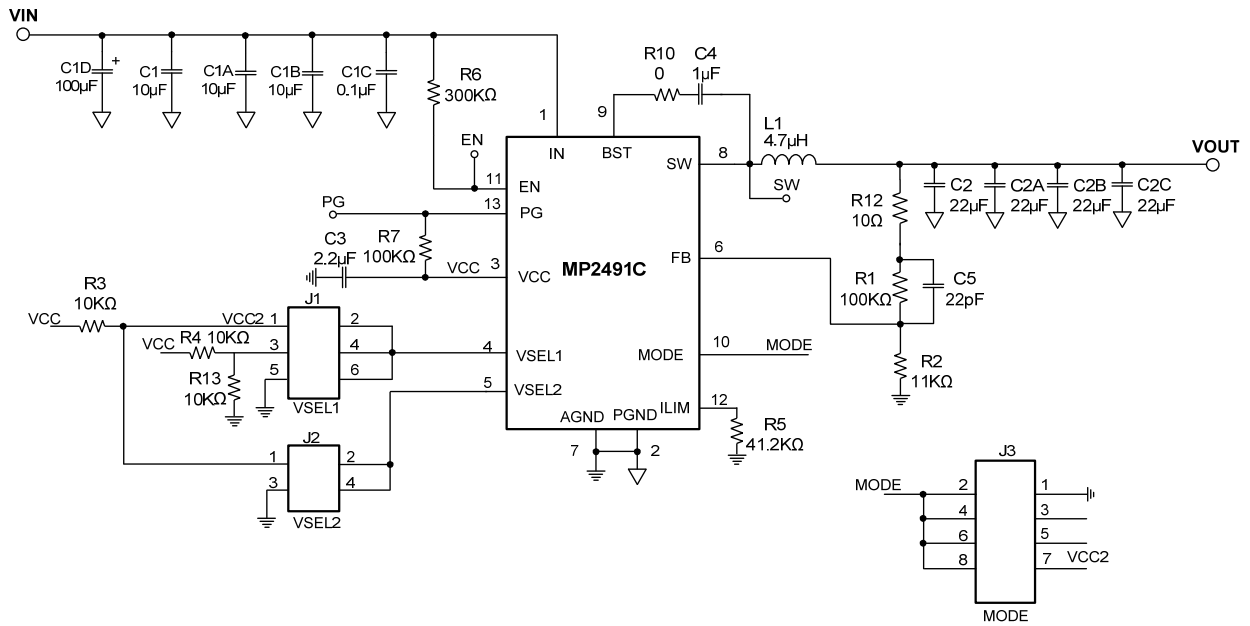 VIN
C1D
100µF
+
C1
10µF
C1A
10µF
C1B
10µF
C1C
0.1µF
R6
300KΩ
EN
R10
0
C4
1µF
1
9
IN
BST
SW
8
L1
4.7µH
SW
VOUT
R12
10Ω
C2
22µF
C2A
22µF
C2B
22µF
C2C
22µF
11
EN
PG
13
PG
C3
2.2µF
R7
100KΩ
VCC
3
VCC
MP2491C
FB
6
R1
100KΩ
C5
22pF
R3
10KΩ
VCC
J1
VCC2
1
2
VCC
R4
10KΩ
3
4
R13
10KΩ
5
6
VSEL1
4
VSEL1
5
VSEL2
MODE
10
MODE
R2
11KΩ
ILIM
12
R5
41.2KΩ
AGND
PGND
7
2
J2
1
2
3
4
VSEL2
J3
MODE
2
1
4
3
6
5
8
7
VCC2
MODE